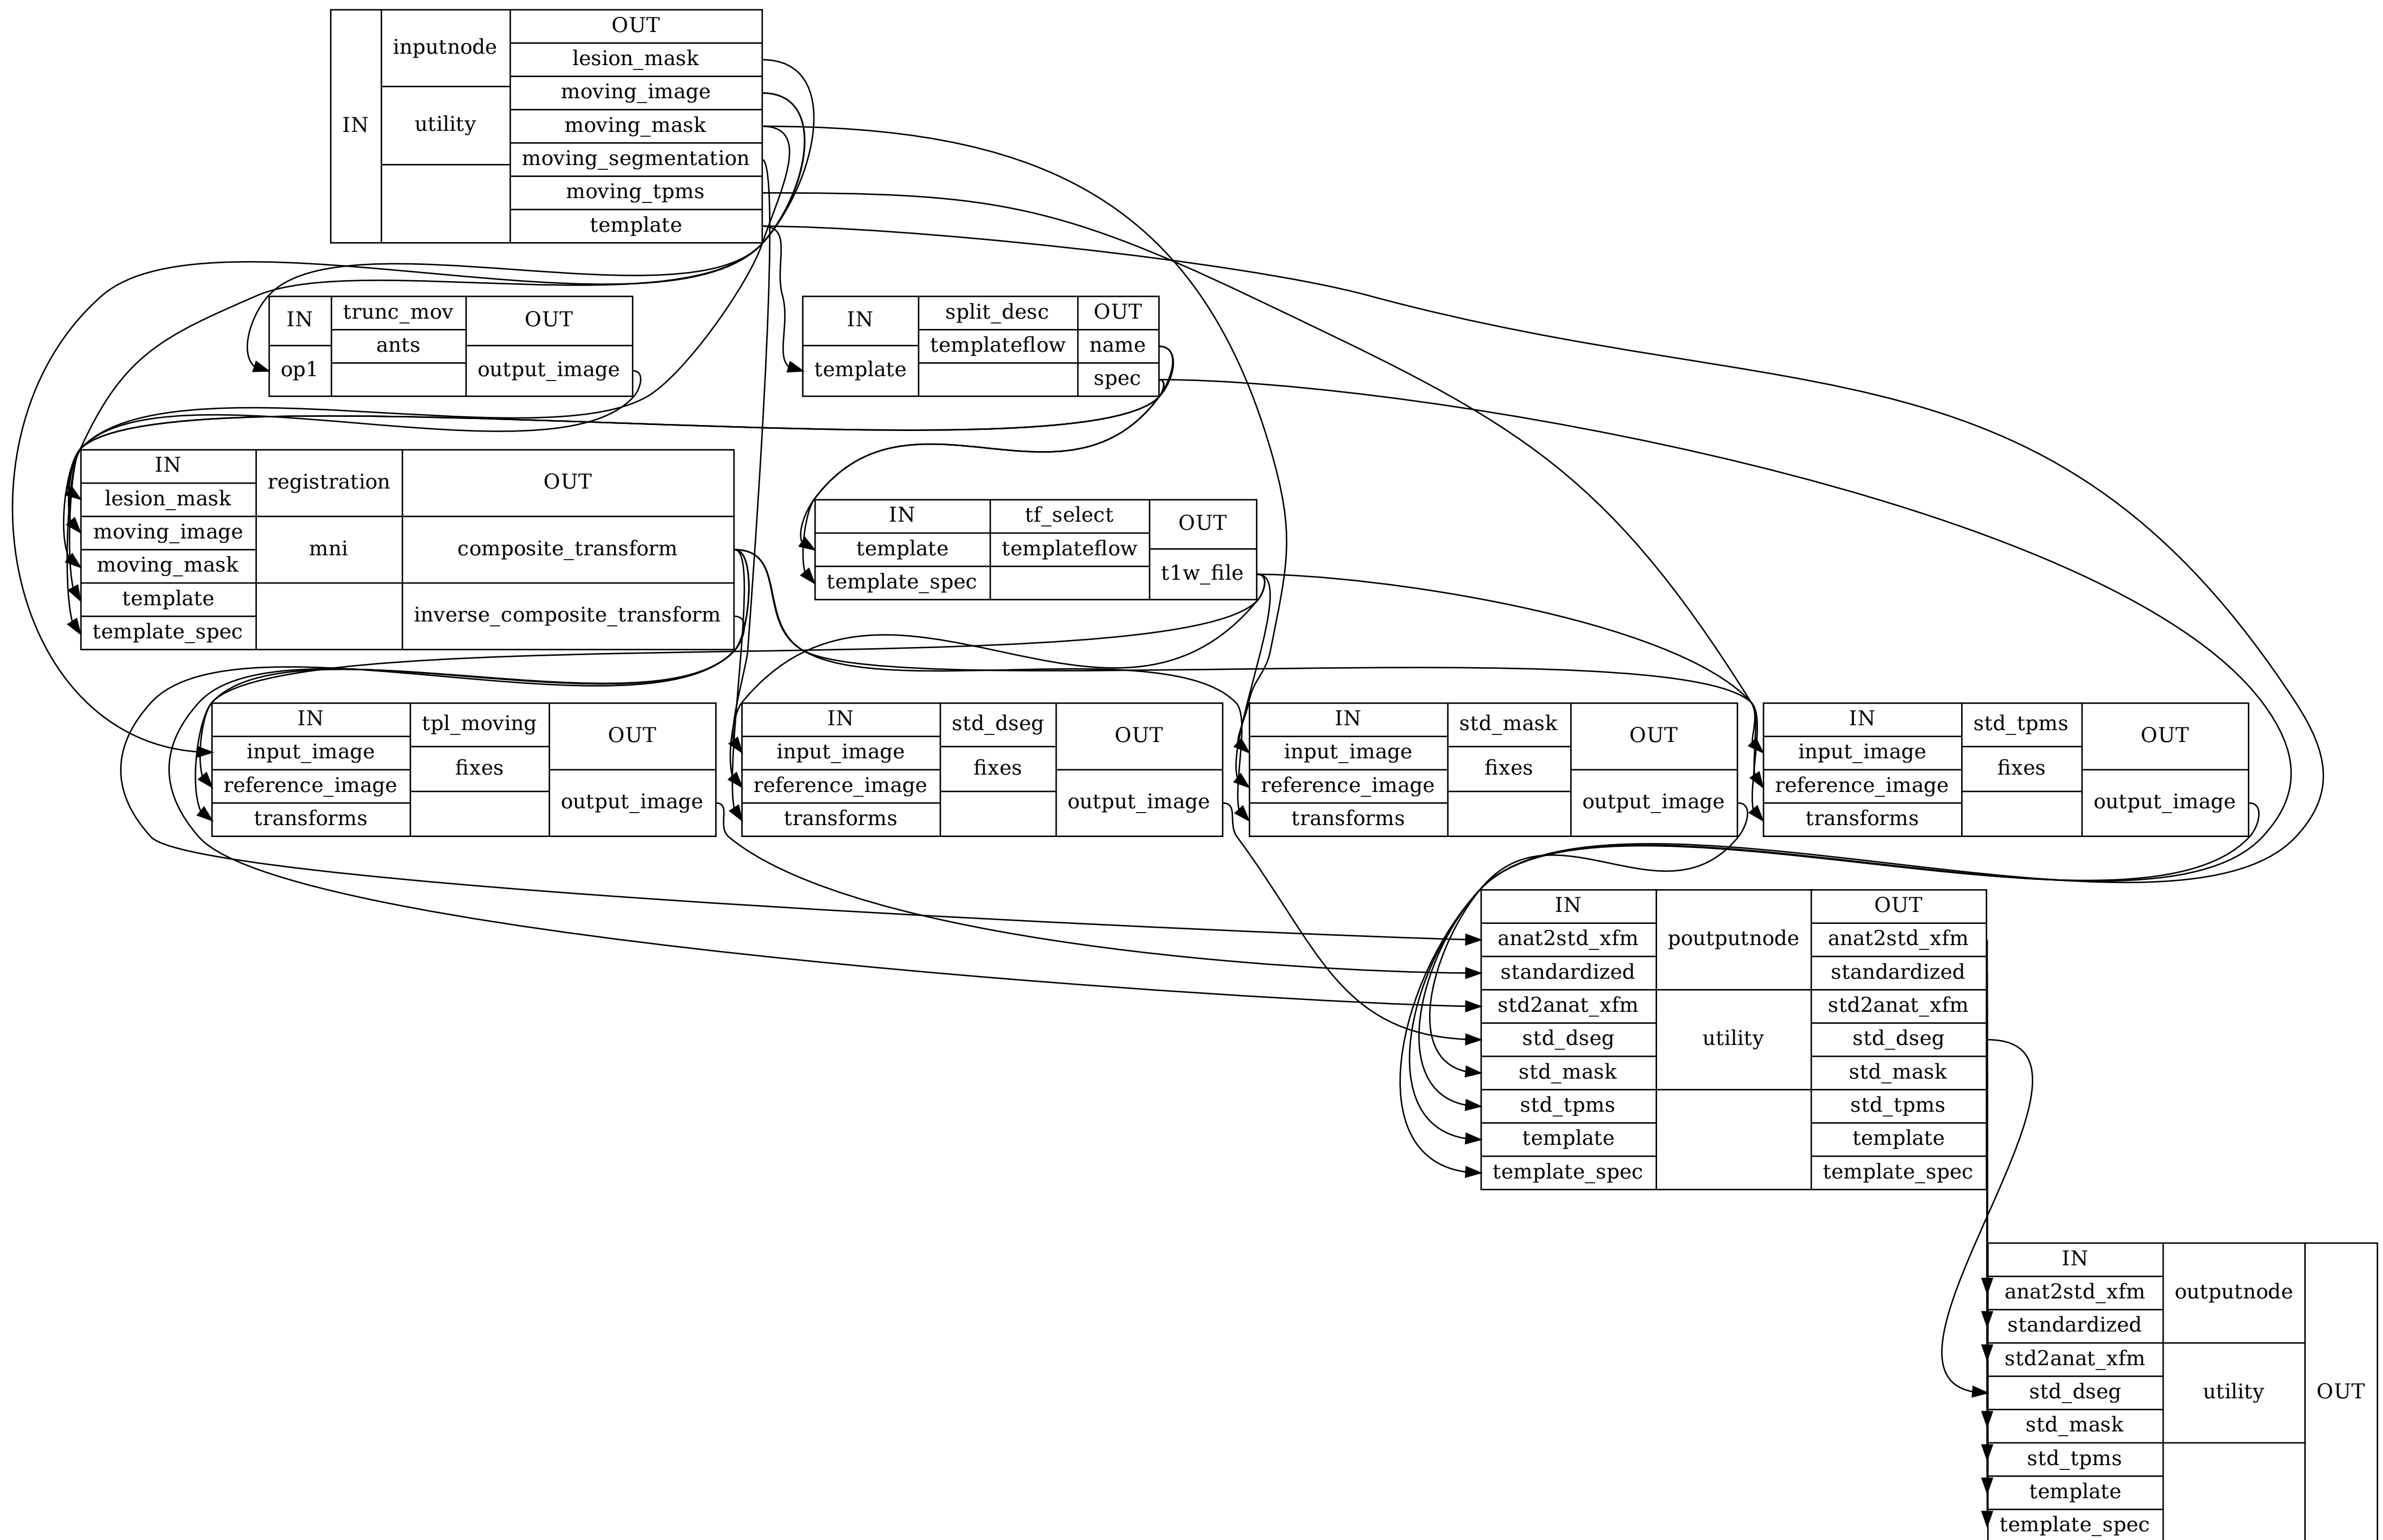 IN
inputnode
utility
OUT
lesion_mask
moving_image
moving_mask
moving_segmentation
moving_tpms
template
IN
op1
trunc_mov
ants
OUT
output_image
IN
template
split_desc
templateflow
OUT
name
spec
IN
lesion_mask
moving_image
moving_mask
template
template_spec
registration
mni
OUT
composite_transform
inverse_composite_transform
IN
template
template_spec
tf_select
templateflow
OUT
t1w_file
IN
input_image
reference_image
transforms
tpl_moving
fixes
OUT
output_image
IN
input_image
reference_image
transforms
std_dseg
fixes
OUT
output_image
IN
input_image
reference_image
transforms
std_mask
fixes
OUT
output_image
IN
input_image
reference_image
transforms
std_tpms
fixes
OUT
output_image
IN
anat2std_xfm
standardized
std2anat_xfm
std_dseg
std_mask
std_tpms
template
template_spec
poutputnode
utility
OUT
anat2std_xfm
standardized
std2anat_xfm
std_dseg
std_mask
std_tpms
template
template_spec
IN
anat2std_xfm
standardized
std2anat_xfm
std_dseg
std_mask
std_tpms
template
template_spec
outputnode
utility
OUT